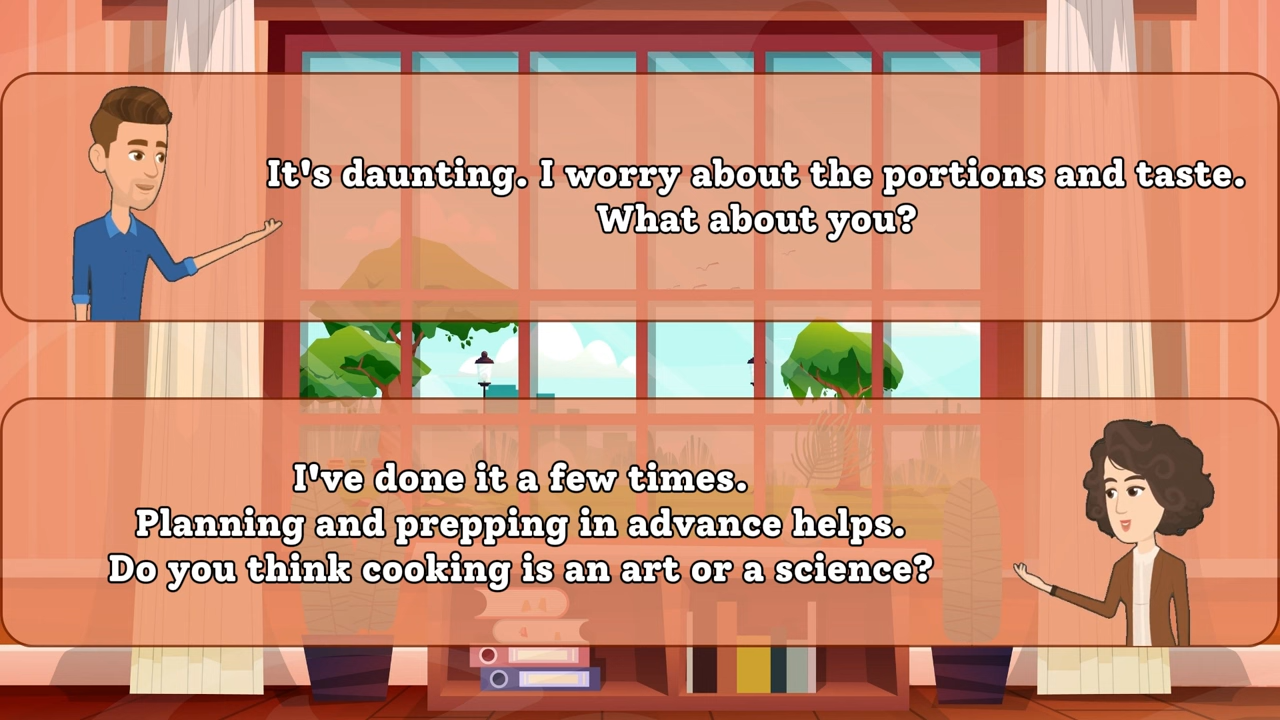 It's daunting. I worry about the portions and taste.
What about you?
I've done it a few times.
Planning and prepping in advance helps.
Do you think cooking is an art or a science?